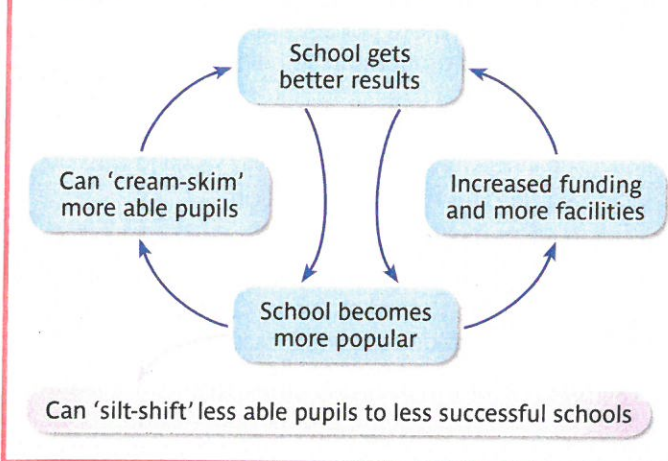 School gets
better results
Can 'cream-skim'
more able pupils
Increased funding
and more facilities
School becomes
more popular
Can 'silt-shift' less able pupils to less successful schools